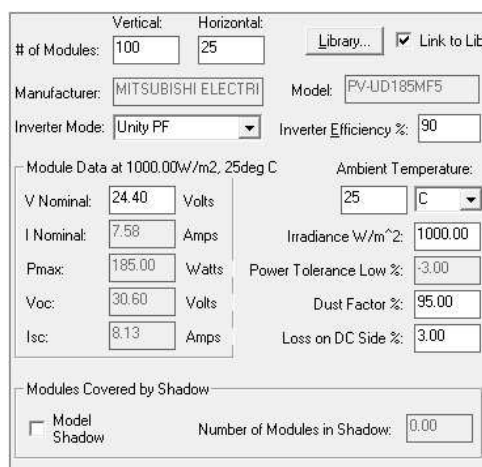 Vertical: Horizontal:
# of Modules: 100 25 Library... Link to Lib
Manufacturer: MITSUBISHI ELECTRI Model: PV-UD185MF5
Inverter Mode: Unity PF Inverter Efficiency %: 90
Module Data at 1000.00W/m2, 25deg C Ambient Temperature:
V Nominal: 24.40 Volts 25 C
I Nominal: 7.58 Amps Irradiance W/m^2: 1000.00
Pmax: 185.00 Watts Power Tolerance Low %: -3.00
Voc: 30.60 Volts Dust Factor %: 95.00
Isc: 8.13 Amps Loss on DC Side %: 3.00
Modules Covered by Shadow
Model
Shadow Number of Modules in Shadow: 0.00